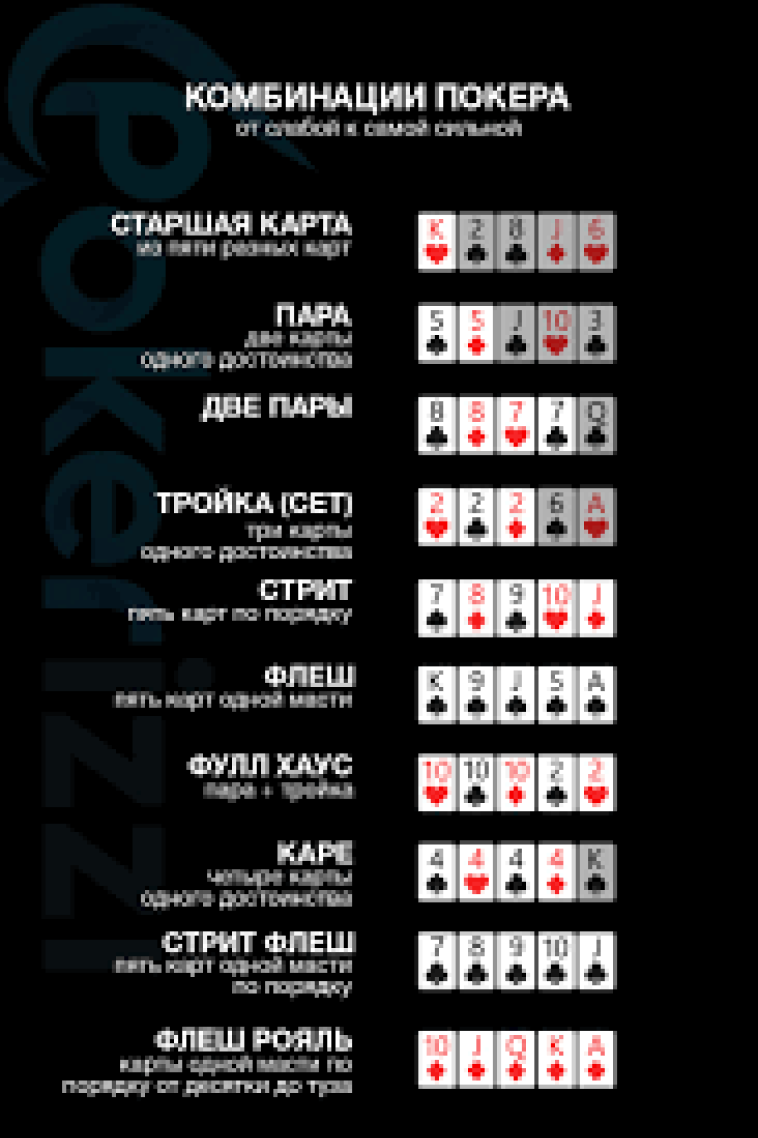 Pokerizzi
КОМБИНАЦИИ ПОКЕРА
от слабой к самой сильной
СТАРШАЯ КАРТА
из пяти разных карт
K 2 8 J 6
ПАРА
две карты
одного достоинства
5 5 J 10 3
ДВЕ ПАРЫ
8 8 7 7 Q
ТРОЙКА (СЕТ)
три карты
одного достоинства
2 2 2 6 A
СТРИТ
пять карт по порядку
7 8 9 10 J
ФЛЕШ
пять карт одной масти
K 9 J 5 A
ФУЛЛ ХАУС
пара + тройка
10 10 10 2 2
КАРЕ
четыре карты
одного достоинства
4 4 4 4 K
СТРИТ ФЛЕШ
пять карт одной масти
по порядку
7 8 9 10 J
ФЛЕШ РОЯЛЬ
карты одной масти по
порядку от десятки до туза
10 J Q K A